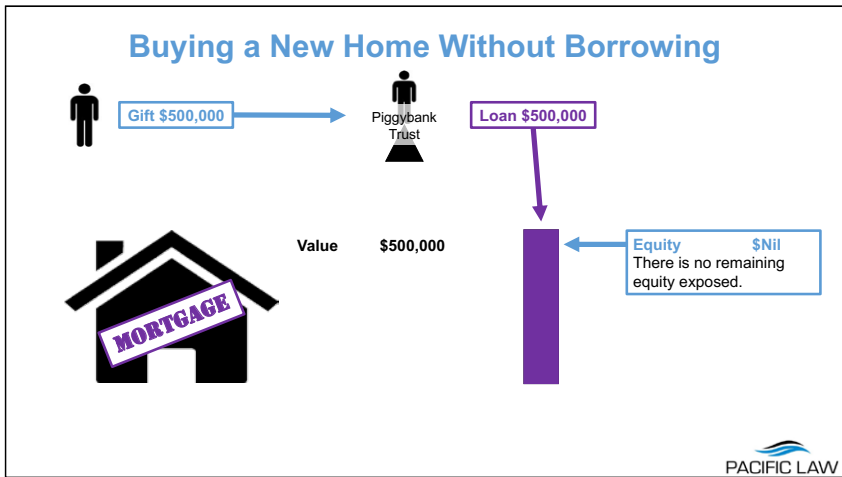 Buying a New Home Without Borrowing
Gift $500,000
Piggybank
Trust
Loan $500,000
Value $500,000
Equity $Nil
There is no remaining
equity exposed.
MORTGAGE
PACIFIC LAW